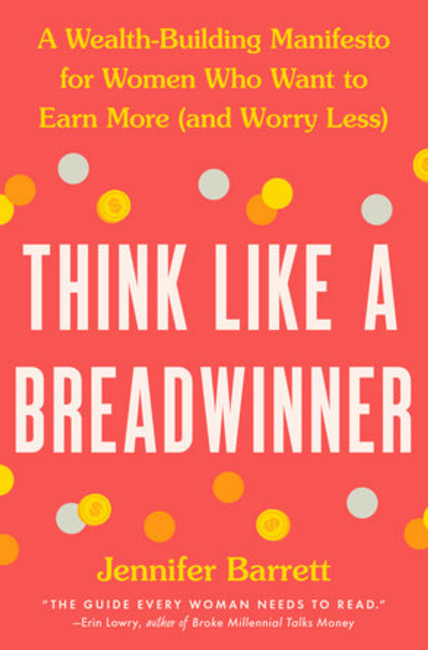 A Wealth-Building Manifesto
for Women Who Want to
Earn More (and Worry Less)
THINK LIKE A
BREADWINNER
Jennifer Barrett
"THE GUIDE EVERY WOMAN NEEDS TO READ."
—Erin Lowry, author of Broke Millennial Talks Money